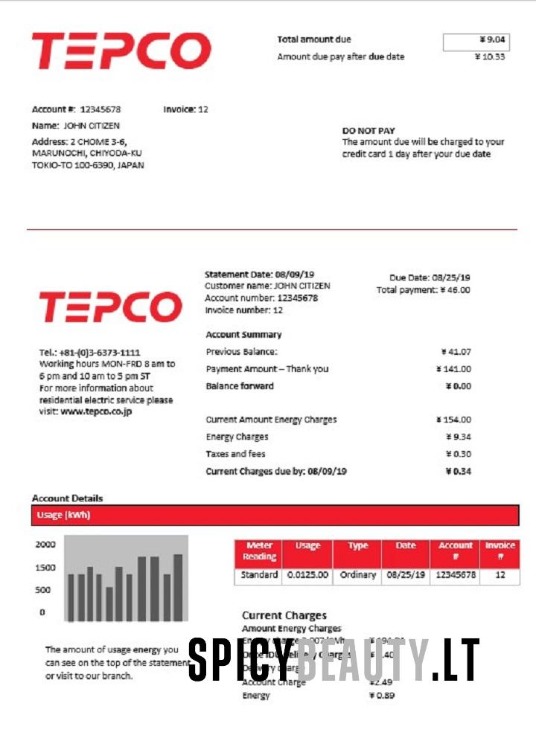 TEPCO
Total amount due ¥ 9.04
Amount due pay after due date ¥ 10.33
Account #: 12345678 Invoice: 12
Name: JOHN CITIZEN
Address: 2 CHOME 3-6,
MARUNOCHI, CHIYODA-KU
TOKIO-TO 100-6390, JAPAN
DO NOT PAY
The amount due will be charged to your
credit card 1 day after your due date
TEPCO
Tel.: +81-(0)3-6373-1111
Working hours MON-FRD 8 am to
6 pm and 10 am to 5 pm ST
For more information about
residential electric service please
visit: www.tepco.co.jp
Statement Date: 08/09/19
Customer name: JOHN CITIZEN
Account number: 12345678
Invoice number: 12
Due Date: 08/25/19
Total payment: ¥ 46.00
Account Summary
Previous Balance: ¥ 41.07
Payment Amount – Thank you ¥ 141.00
Balance forward ¥ 0.00
Current Amount Energy Charges ¥ 154.00
Energy Charges ¥ 9.34
Taxes and fees ¥ 0.30
Current Charges due by: 08/09/19 ¥ 0.34
Account Details
Usage (kWh)
2000
1500
500
0
The amount of usage energy you
can see on the top of the statement
or visit to our branch.
Meter Reading Usage Type Date Account # Invoice #
Standard 0.0125.00 Ordinary 08/25/19 12345678 12
Current Charges
Amount Energy Charges
Account Charge ¥2.49
Energy ¥ 0.89
SPICYBEAUTY.LT